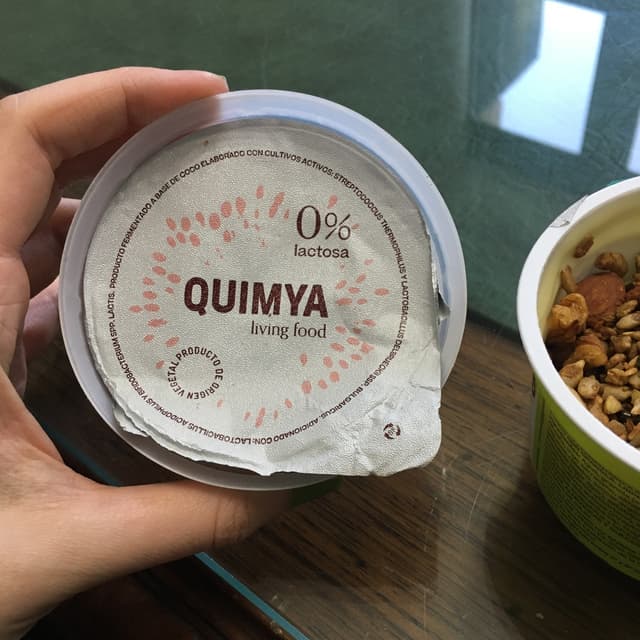 PRODUCTO FERMENTADO A BASE DE COCO ELABORADO CON CULTIVOS ACTIVOS: STREPTOCOCCUS THERMOPHILUS Y LACTOBACILLUS DELBRUECKII SSP. BULGARICUS, ADICIONADO CON LACTOBACILLUS ACIDOPHILUS Y BIFIDOBACTERIUM SPP. LACTIS.
0%
lactosa
QUIMYA
living food
PRODUCTO DE ORIGEN VEGETAL